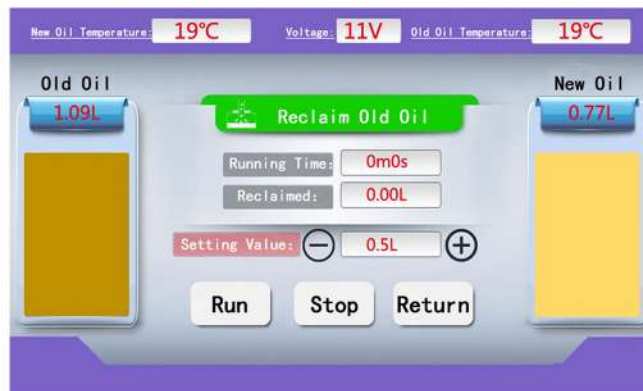 New Oil Temperature: 19℃ Voltage: 11V Old Oil Temperature: 19℃
Old Oil
1.09L
New Oil
0.77L
Reclaim Old Oil
Running Time: 0m0s
Reclaimed: 0.00L
Setting Value: 0.5L
Run Stop Return